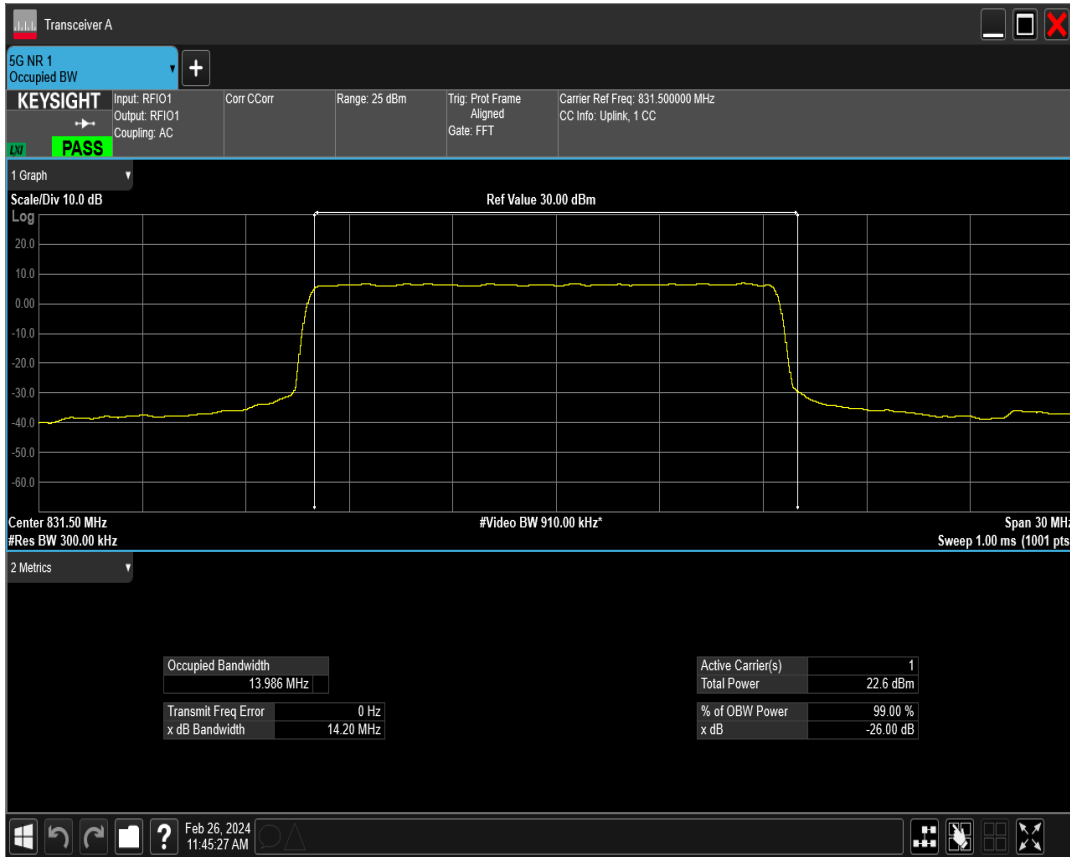 Transceiver A
5G NR 1
Occupied BW
KEYSIGHT
Input: RFIO1
Output: RFIO1
Coupling: AC
Corr CCorr
Range: 25 dBm
Trig: Prot Frame
Aligned
Gate: FFT
Carrier Ref Freq: 831.500000 MHz
CC Info: Uplink, 1 CC
LXI
PASS
1 Graph
Scale/Div 10.0 dB
Ref Value 30.00 dBm
Log
20.0
10.0
0.00
-10.0
-20.0
-30.0
-40.0
-50.0
-60.0
Center 831.50 MHz
#Video BW 910.00 kHz*
Span 30 MHz
#Res BW 300.00 kHz
Sweep 1.00 ms (1001 pts
2 Metrics
Occupied Bandwidth
13.986 MHz
Transmit Freq Error 0 Hz
x dB Bandwidth 14.20 MHz
Active Carrier(s) 1
Total Power 22.6 dBm
% of OBW Power 99.00 %
x dB -26.00 dB
Feb 26, 2024
11:45:27 AM